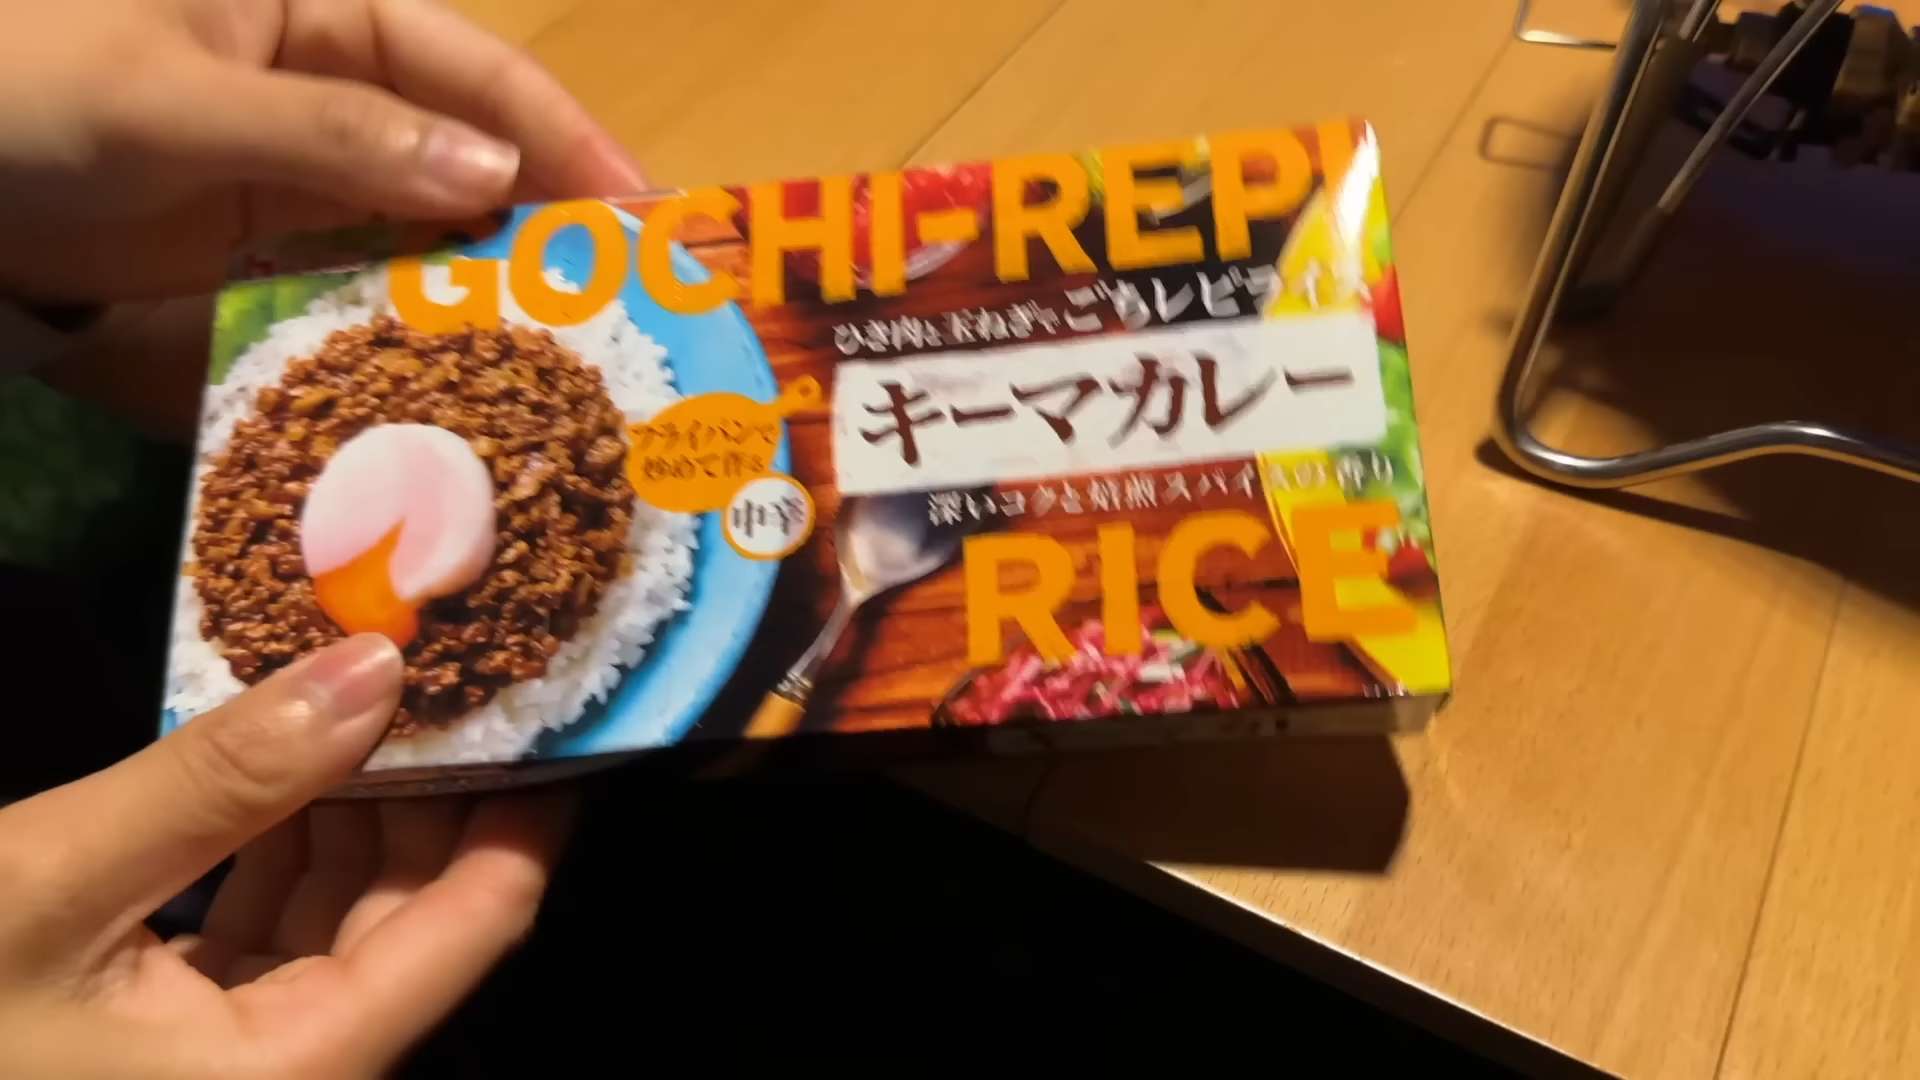 GOCHI-REPI
ひき肉と玉ねぎでごちレピライス
キーマカレー
フライパンで
炒めて作る
中辛
深いコクと焙煎スパイスの香り
RICE